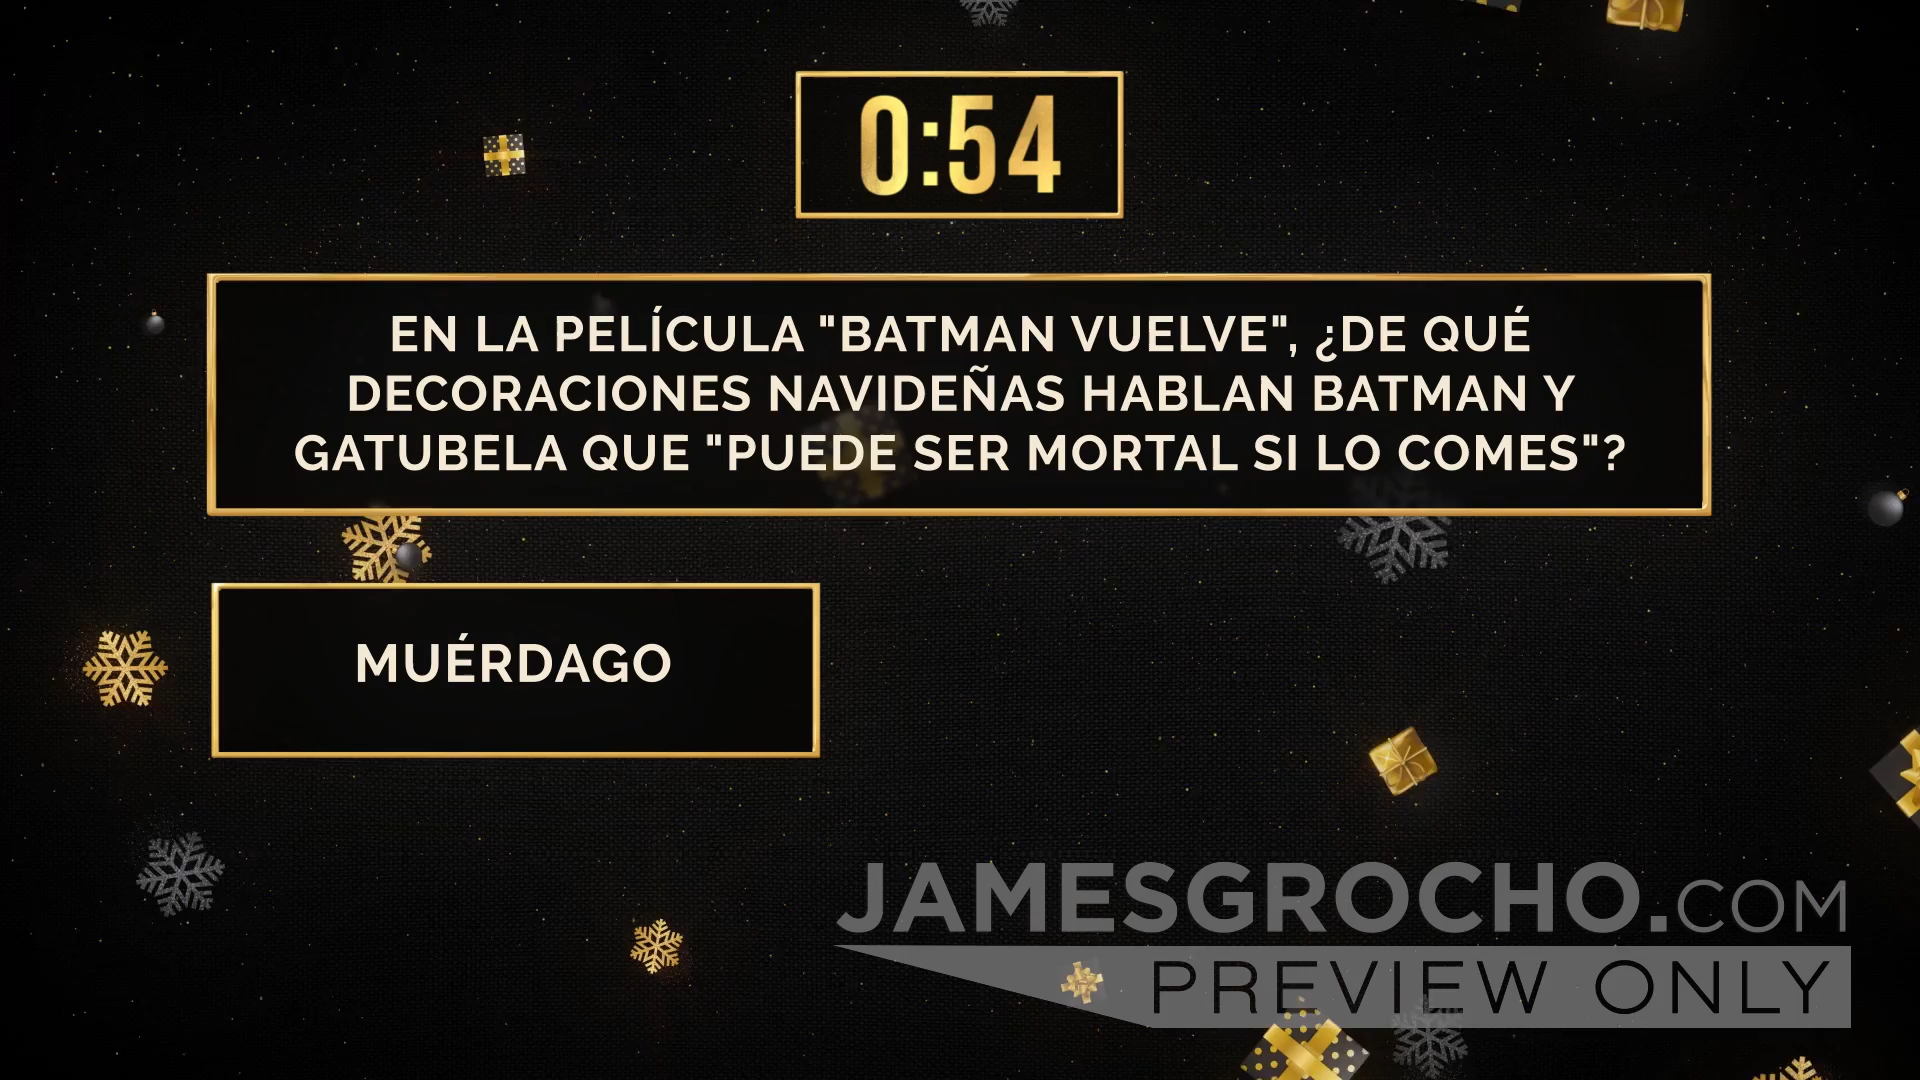 0:54
EN LA PELÍCULA "BATMAN VUELVE", ¿DE QUÉ
DECORACIONES NAVIDEÑAS HABLAN BATMAN Y
GATUBELA QUE "PUEDE SER MORTAL SI LO COMES"?
MUÉRDAGO
JAMESGROCHO.COM
PREVIEW ONLY